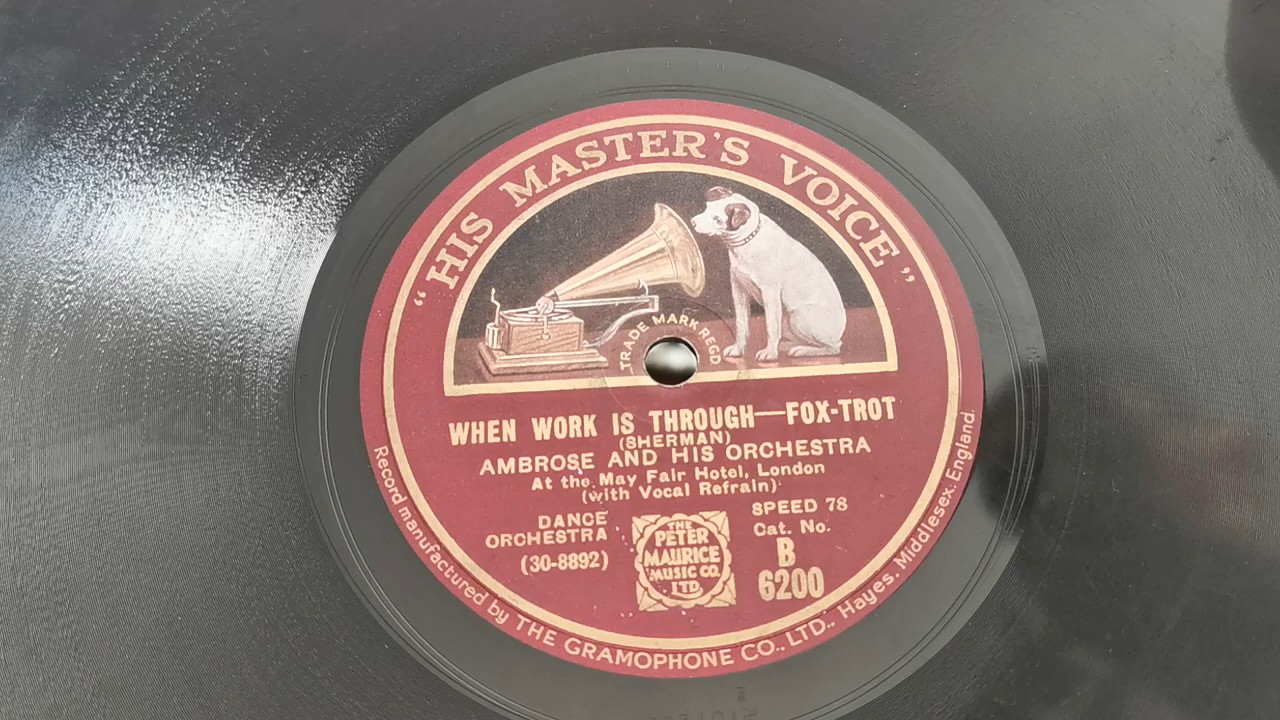 “HIS MASTER'S VOICE”
TRADE MARK REGD
WHEN WORK IS THROUGH—FOX-TROT
(SHERMAN)
AMBROSE AND HIS ORCHESTRA
At the May Fair Hotel, London
(with Vocal Refrain)
DANCE
ORCHESTRA
(30-8892)
THE
PETER
MAURICE
MUSIC CO.
LTD.
SPEED 78
Cat. No.
B
6200
Record manufactured by THE GRAMOPHONE CO., LTD., Hayes. Middlesex. England.